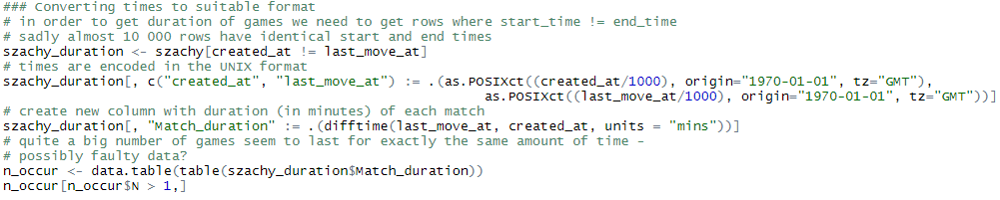 ### Converting times to suitable format
# in order to get duration of games we need to get rows where start_time != end_time
# sadly almost 10 000 rows have identical start and end times
szachy_duration <- szachy[created_at != last_move_at]
# times are encoded in the UNIX format
szachy_duration[, c("created_at", "last_move_at") := .(as.POSIXct((created_at/1000), origin="1970-01-01", tz="GMT"),
as.POSIXct((last_move_at/1000), origin="1970-01-01", tz="GMT"))]
# create new column with duration (in minutes) of each match
szachy_duration[, "Match_duration" := .(difftime(last_move_at, created_at, units = "mins"))]
# quite a big number of games seem to last for exactly the same amount of time -
# possibly faulty data?
n_occur <- data.table(table(szachy_duration$Match_duration))
n_occur[n_occur$N > 1,]